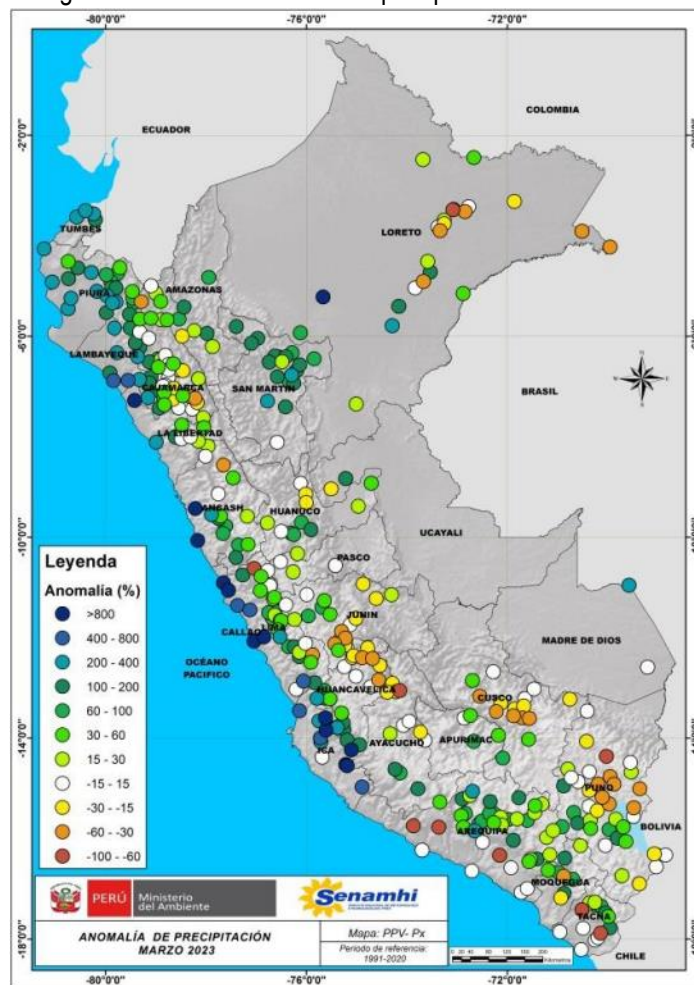 -80°0'0" -76°0'0" -72°0'0"
COLOMBIA
ECUADOR
-2°0'0"
LORETO
TUMBES
AMAZONAS
PIURA
-6°0'0"
LAMBAYEQUE
CAJAMARCA
SAN MARTIN
BRASIL
N
LA LIBERTAD
ANCASH
HUANUCO
UCAYALI
-10°0'0"
PASCO
Leyenda
Anomalía (%)
>800
400 - 800
200 - 400
100 - 200
60 - 100
30 - 60
15 - 30
-15 - 15
-30 - -15
-60 - -30
-100 - -60
JUNIN
LIMA
CALLAO
MADRE DE DIOS
OCÉANO
PACIFICO
HUANCAVELICA
CUSCO
AYACUCHO
APURIMAC
ICA
PUNO
BOLIVIA
AREQUIPA
MOQUEGUA
TACNA
CHILE
-18°0'0"
PERÚ
Ministerio
del Ambiente
Senamhi
ANOMALÍA DE PRECIPITACIÓN
MARZO 2023
Mapa: PPV- Px
Periodo de referencia:
1991-2020
-80°0'0" -76°0'0" -72°0'0"